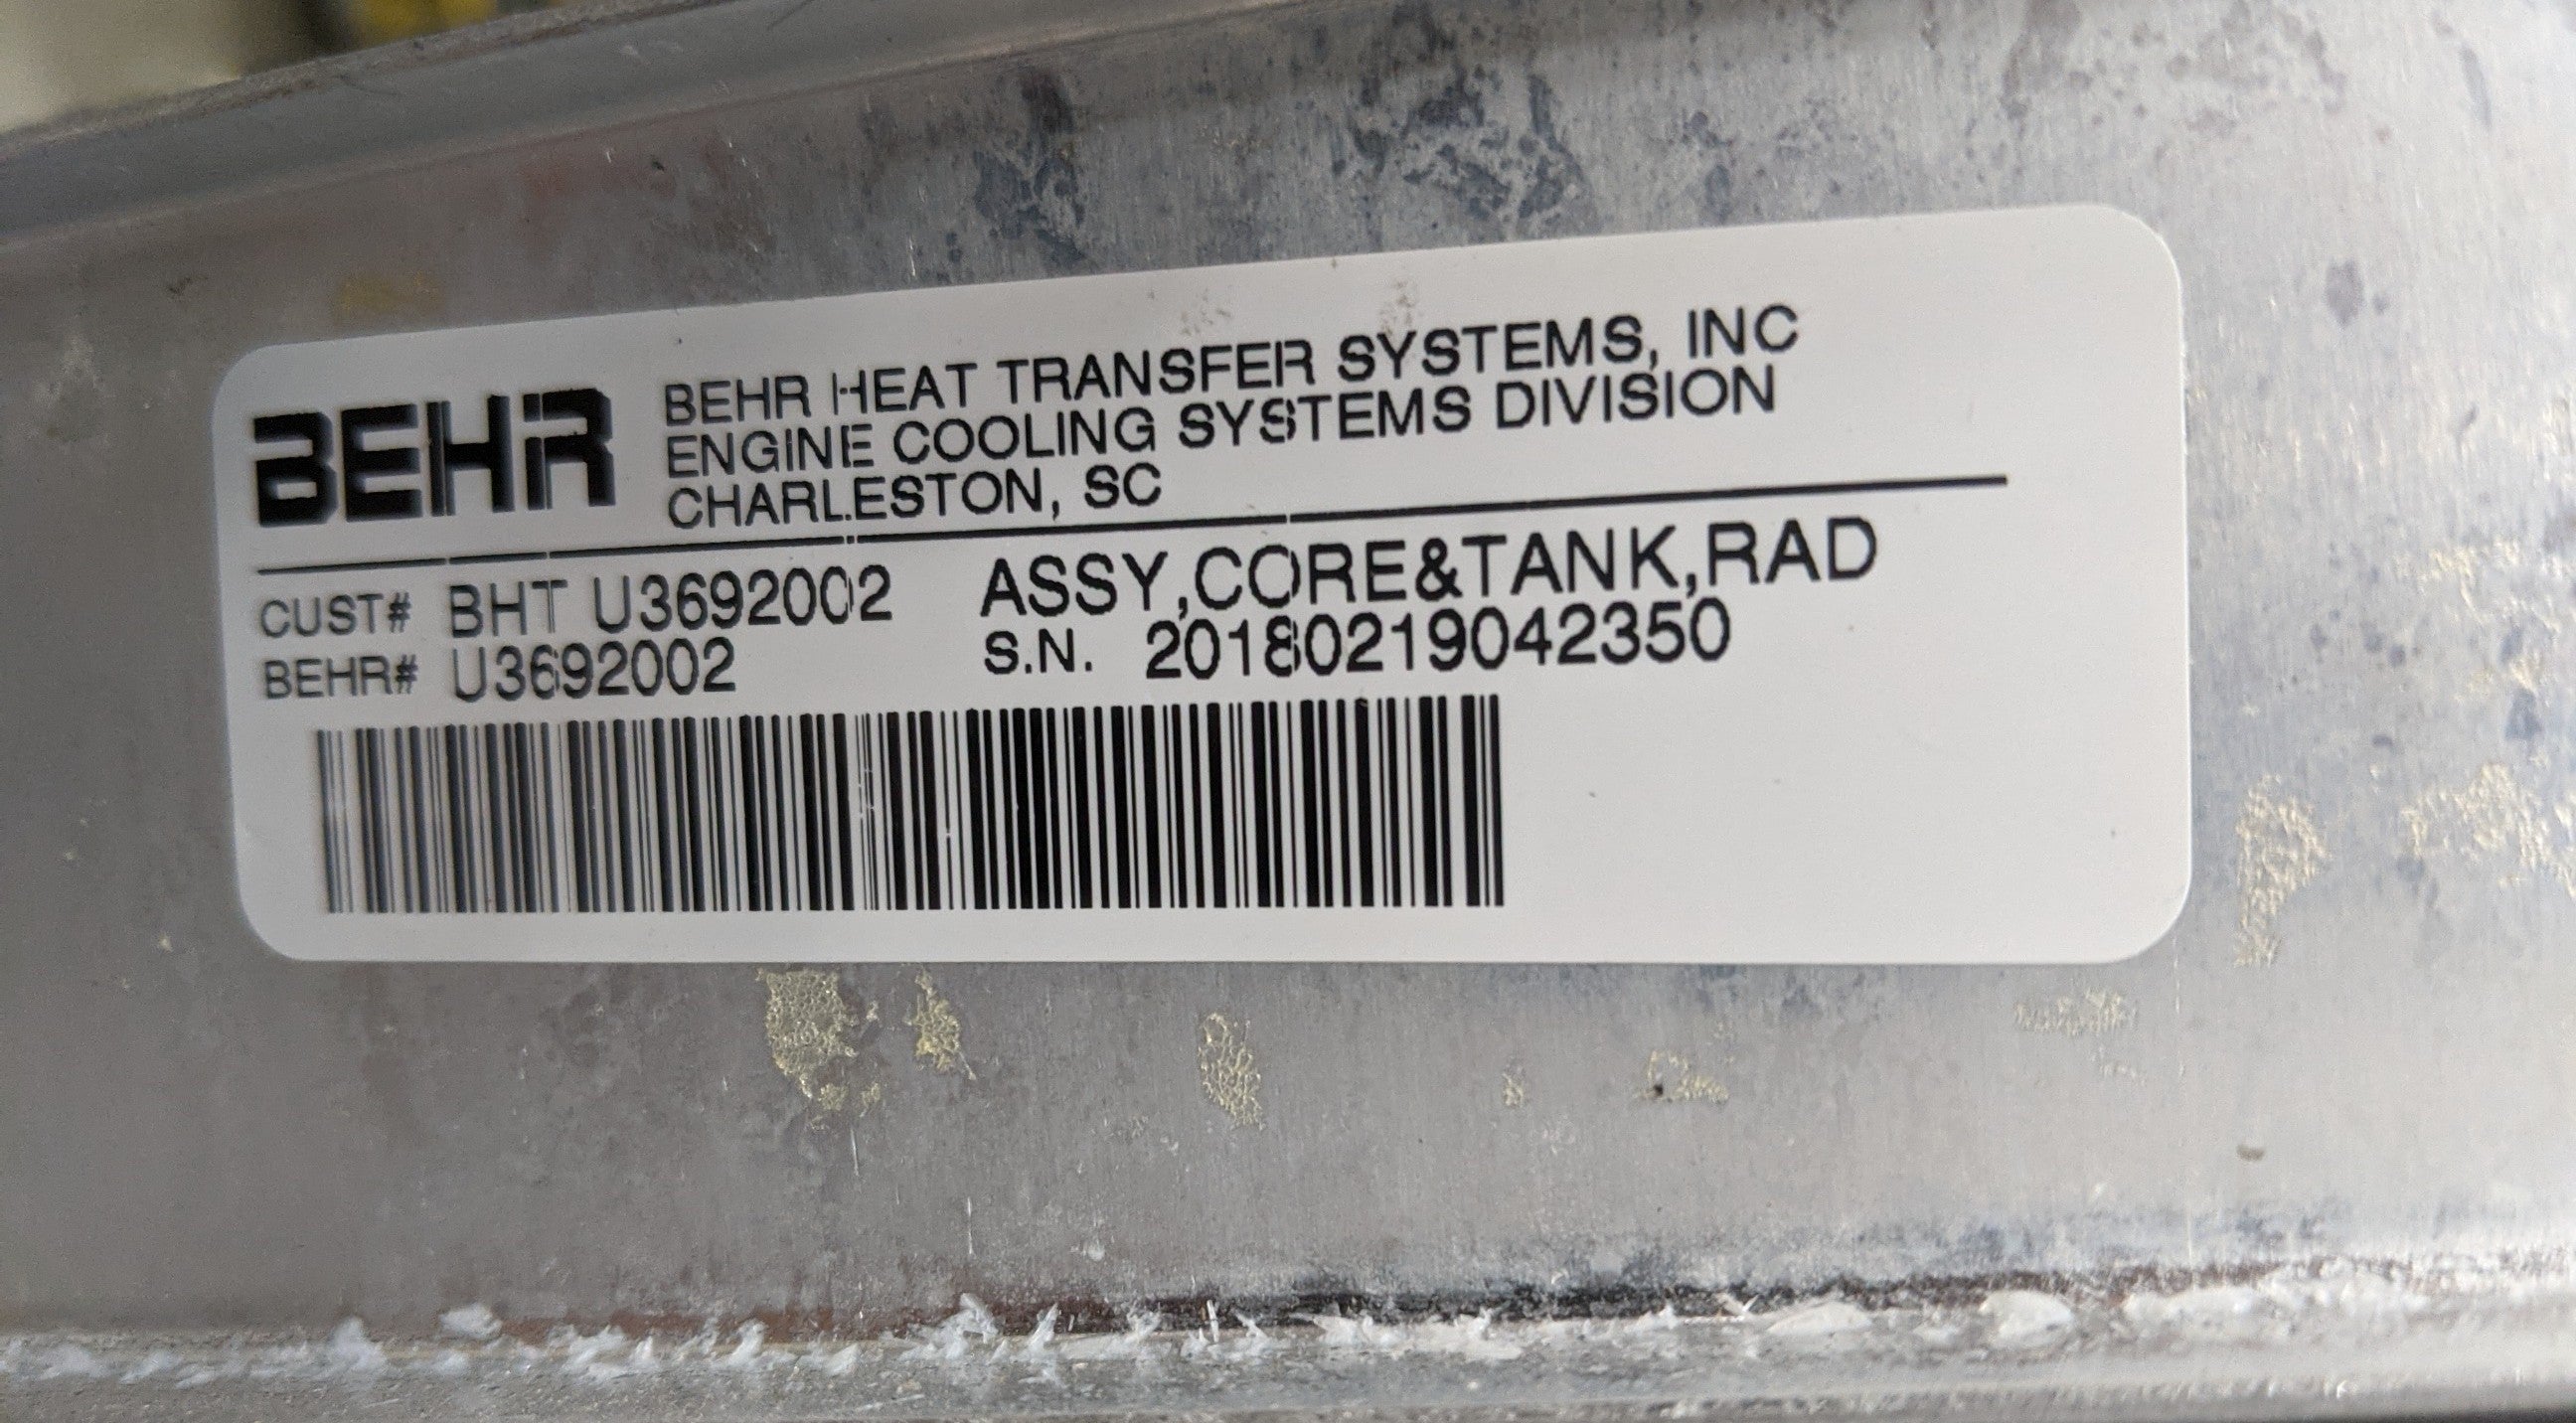 BEHR
BEHR HEAT TRANSFER SYSTEMS, INC
ENGINE COOLING SYSTEMS DIVISION
CHARLESTON, SC
CUST# BHT U3692002 ASSY,CORE&TANK,RAD
BEHR# U3692002 S.N. 20180219042350